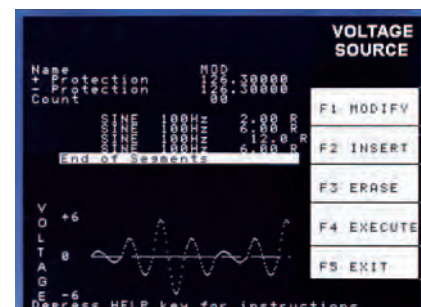 VOLTAGE
SOURCE
Name MOD
+ Protection 126.30000
- Protection 126.30000
Count 00
SINE 100Hz 2.00 R
SINE 100Hz 6.00 R
SINE 100Hz 12.0 R
SINE 100Hz 6.00 R
End of Segments
F1 MODIFY
F2 INSERT
F3 ERASE
F4 EXECUTE
F5 EXIT
VOLTAGE
+6
0
-6
Depress HELP key for instructions